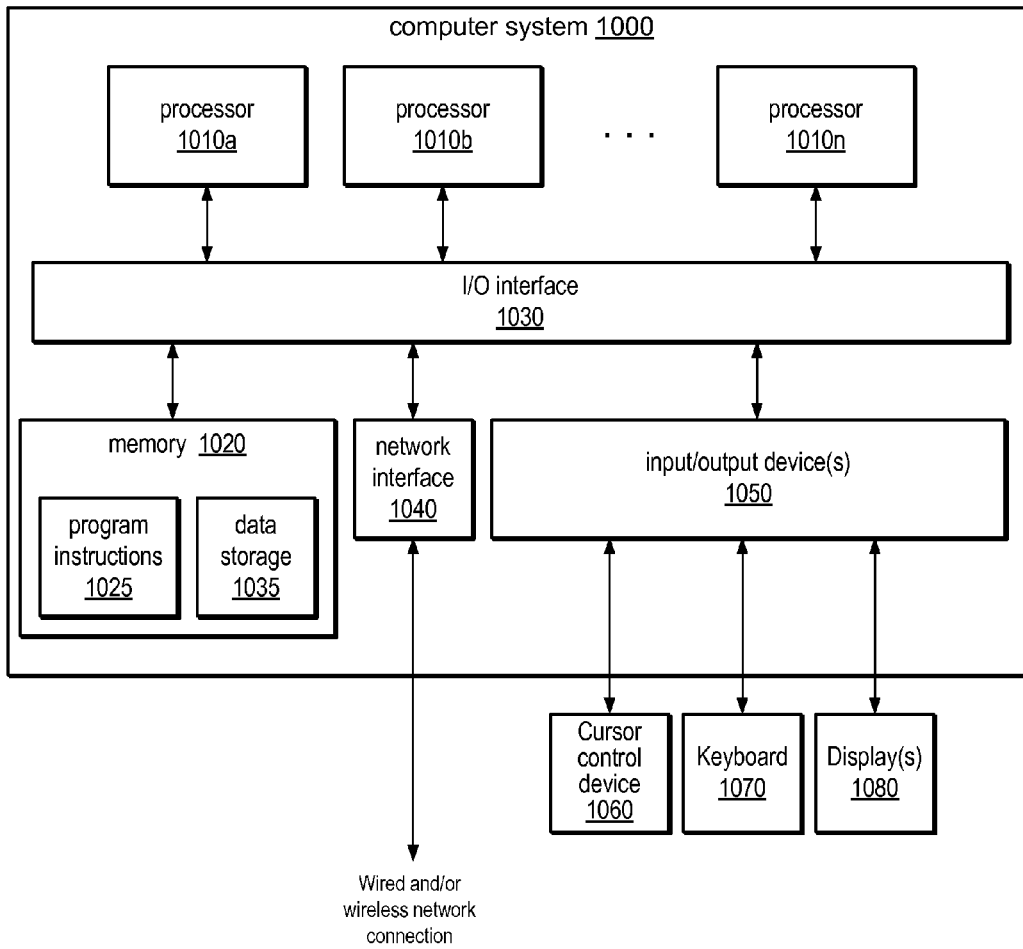 computer system 1000
processor
1010a
processor
1010b
. . .
processor
1010n
I/O interface
1030
memory 1020
program
instructions
1025
data
storage
1035
network
interface
1040
input/output device(s)
1050
Cursor
control
device
1060
Keyboard
1070
Display(s)
1080
Wired and/or
wireless network
connection